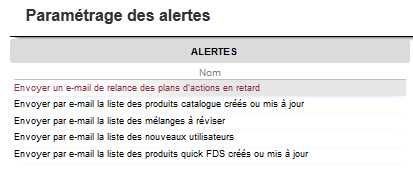 Paramétrage des alertes
ALERTES
Nom
Envoyer un e-mail de relance des plans d'actions en retard
Envoyer par e-mail la liste des produits catalogue créés ou mis à jour
Envoyer par e-mail la liste des mélanges à réviser
Envoyer par e-mail la liste des nouveaux utilisateurs
Envoyer par e-mail la liste des produits quick FDS créés ou mis à jour